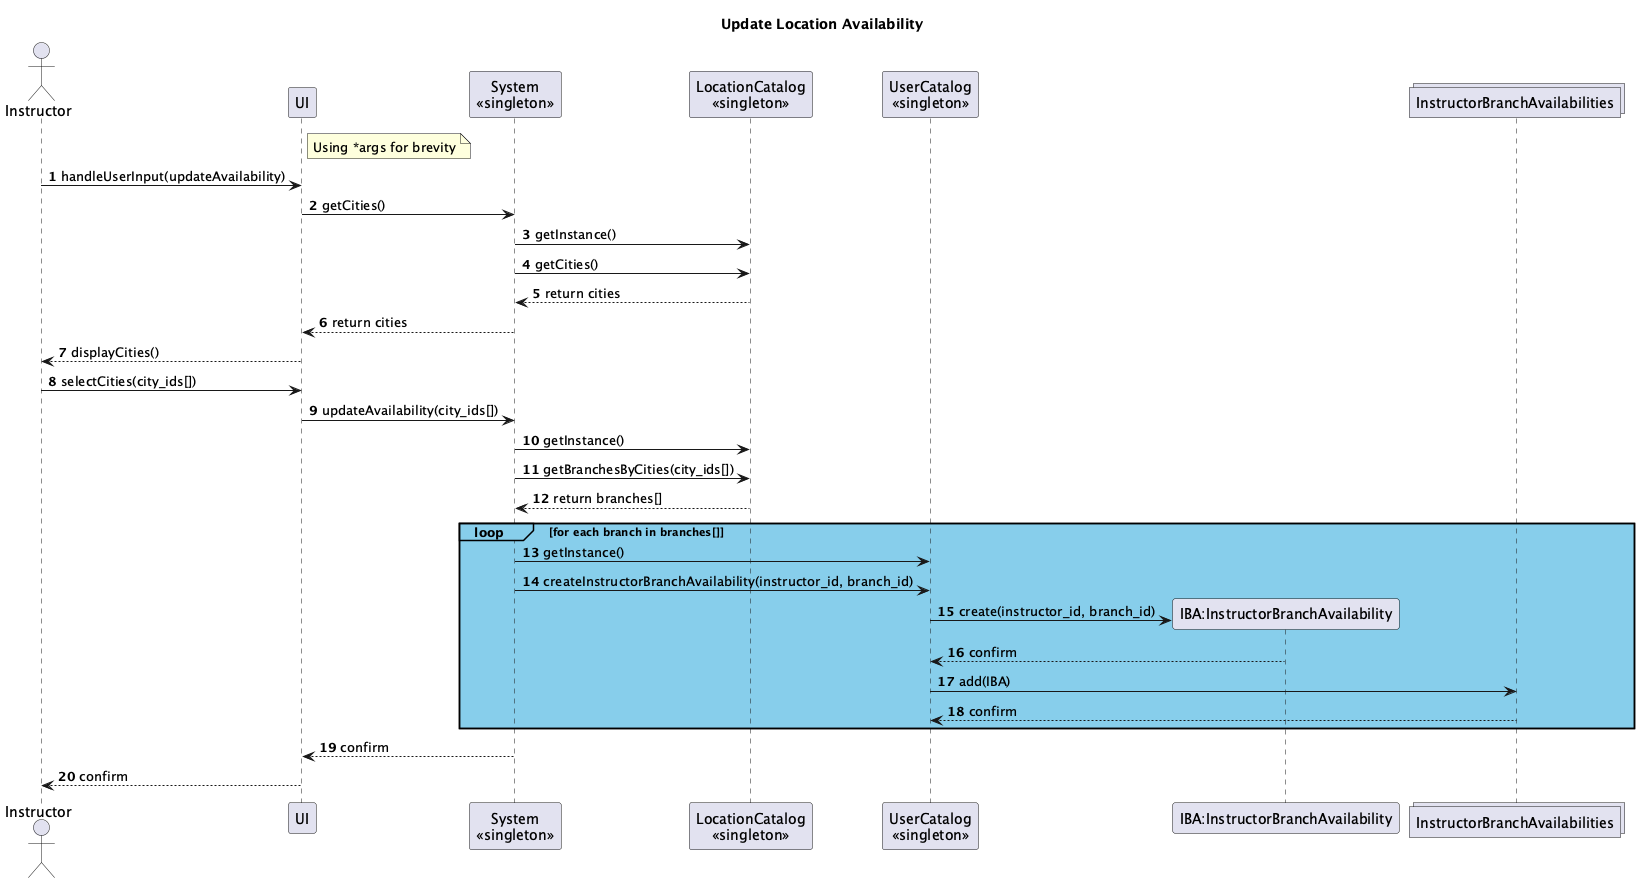 Update Location Availability
Instructor
UI
System
«singleton»
LocationCatalog
«singleton»
UserCatalog
«singleton»
InstructorBranchAvailabilities
Using *args for brevity
1 handleUserInput(updateAvailability)
2 getCities()
3 getInstance()
4 getCities()
5 return cities
6 return cities
7 displayCities()
8 selectCities(city_ids[])
9 updateAvailability(city_ids[])
10 getInstance()
11 getBranchesByCities(city_ids[])
12 return branches[]
loop [for each branch in branches[]]
13 getInstance()
14 createInstructorBranchAvailability(instructor_id, branch_id)
15 create(instructor_id, branch_id)
IBA:InstructorBranchAvailability
16 confirm
17 add(IBA)
18 confirm
19 confirm
20 confirm
Instructor
UI
System
«singleton»
LocationCatalog
«singleton»
UserCatalog
«singleton»
IBA:InstructorBranchAvailability
InstructorBranchAvailabilities